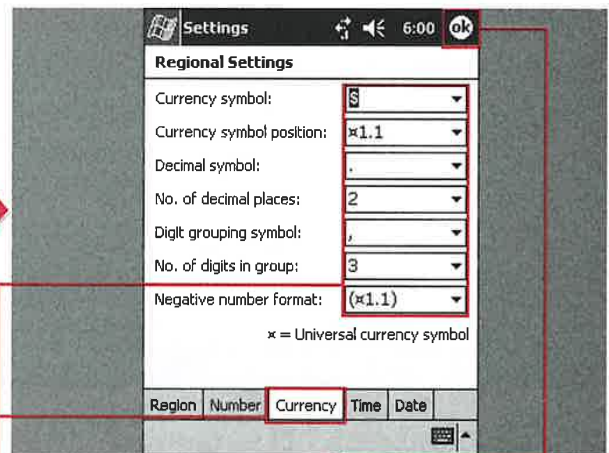 Settings 6:00 ok
Regional Settings
Currency symbol: $
Currency symbol position: ¤1.1
Decimal symbol: .
No. of decimal places: 2
Digit grouping symbol: ,
No. of digits in group: 3
Negative number format: (¤1.1)
¤ = Universal currency symbol
Region Number Currency Time Date